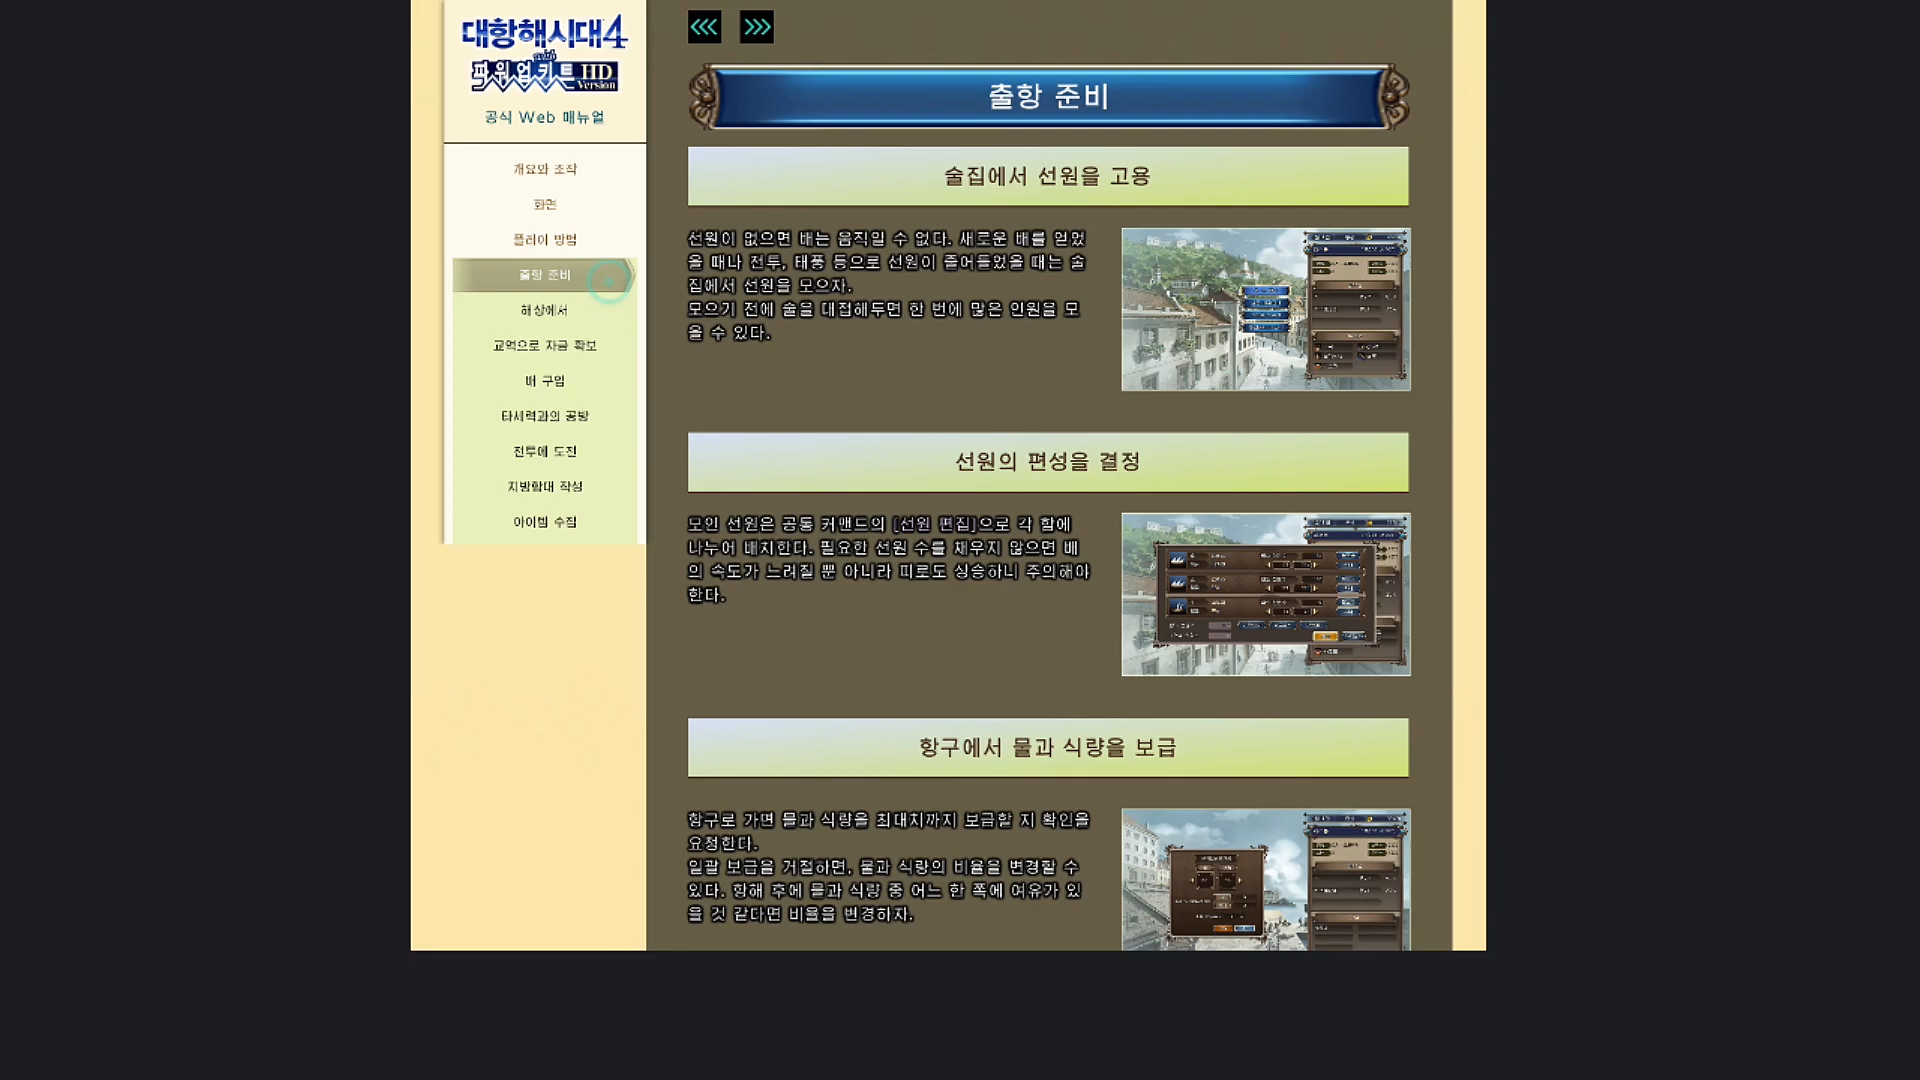 대항해시대4
with
파워업키트 HD
Version
공식 Web 매뉴얼
개요와 조작
화면
플레이 방법
출항 준비
해상에서
교역으로 자금 확보
배 구입
타세력과의 공방
전투에 도전
지방함대 작성
아이템 수집
출항 준비
술집에서 선원을 고용
선원이 없으면 배는 움직일 수 없다. 새로운 배를 얻었
을 때나 전투, 태풍 등으로 선원이 줄어들었을 때는 술
집에서 선원을 모으자.
모으기 전에 술을 대접해두면 한 번에 많은 인원을 모
을 수 있다.
선원의 편성을 결정
모인 선원은 공통 커맨드의 [선원 편집]으로 각 함에
나누어 배치한다. 필요한 선원 수를 채우지 않으면 배
의 속도가 느려질 뿐 아니라 피로도 상승하니 주의해야
한다.
항구에서 물과 식량을 보급
항구로 가면 물과 식량을 최대치까지 보급할 지 확인을
요청한다.
일괄 보급을 거절하면, 물과 식량의 비율을 변경할 수
있다. 항해 후에 물과 식량 중 어느 한 쪽에 여유가 있
을 것 같다면 비율을 변경하자.